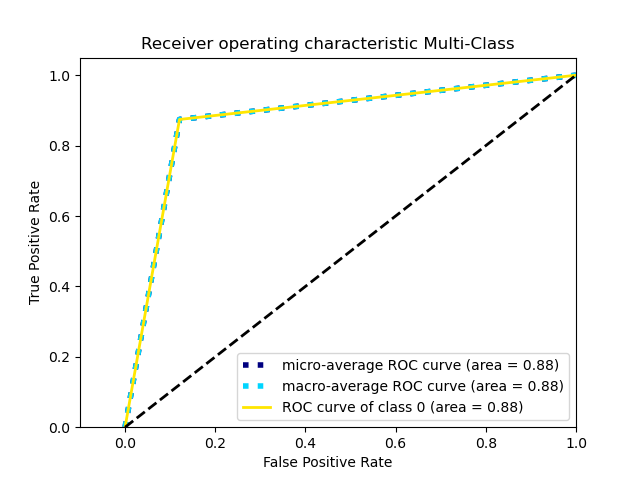 Receiver operating characteristic Multi-Class
1.0
0.8
0.6
0.4
0.2
0.0
True Positive Rate
micro-average ROC curve (area = 0.88)
macro-average ROC curve (area = 0.88)
ROC curve of class 0 (area = 0.88)
0.0 0.2 0.4 0.6 0.8 1.0
False Positive Rate